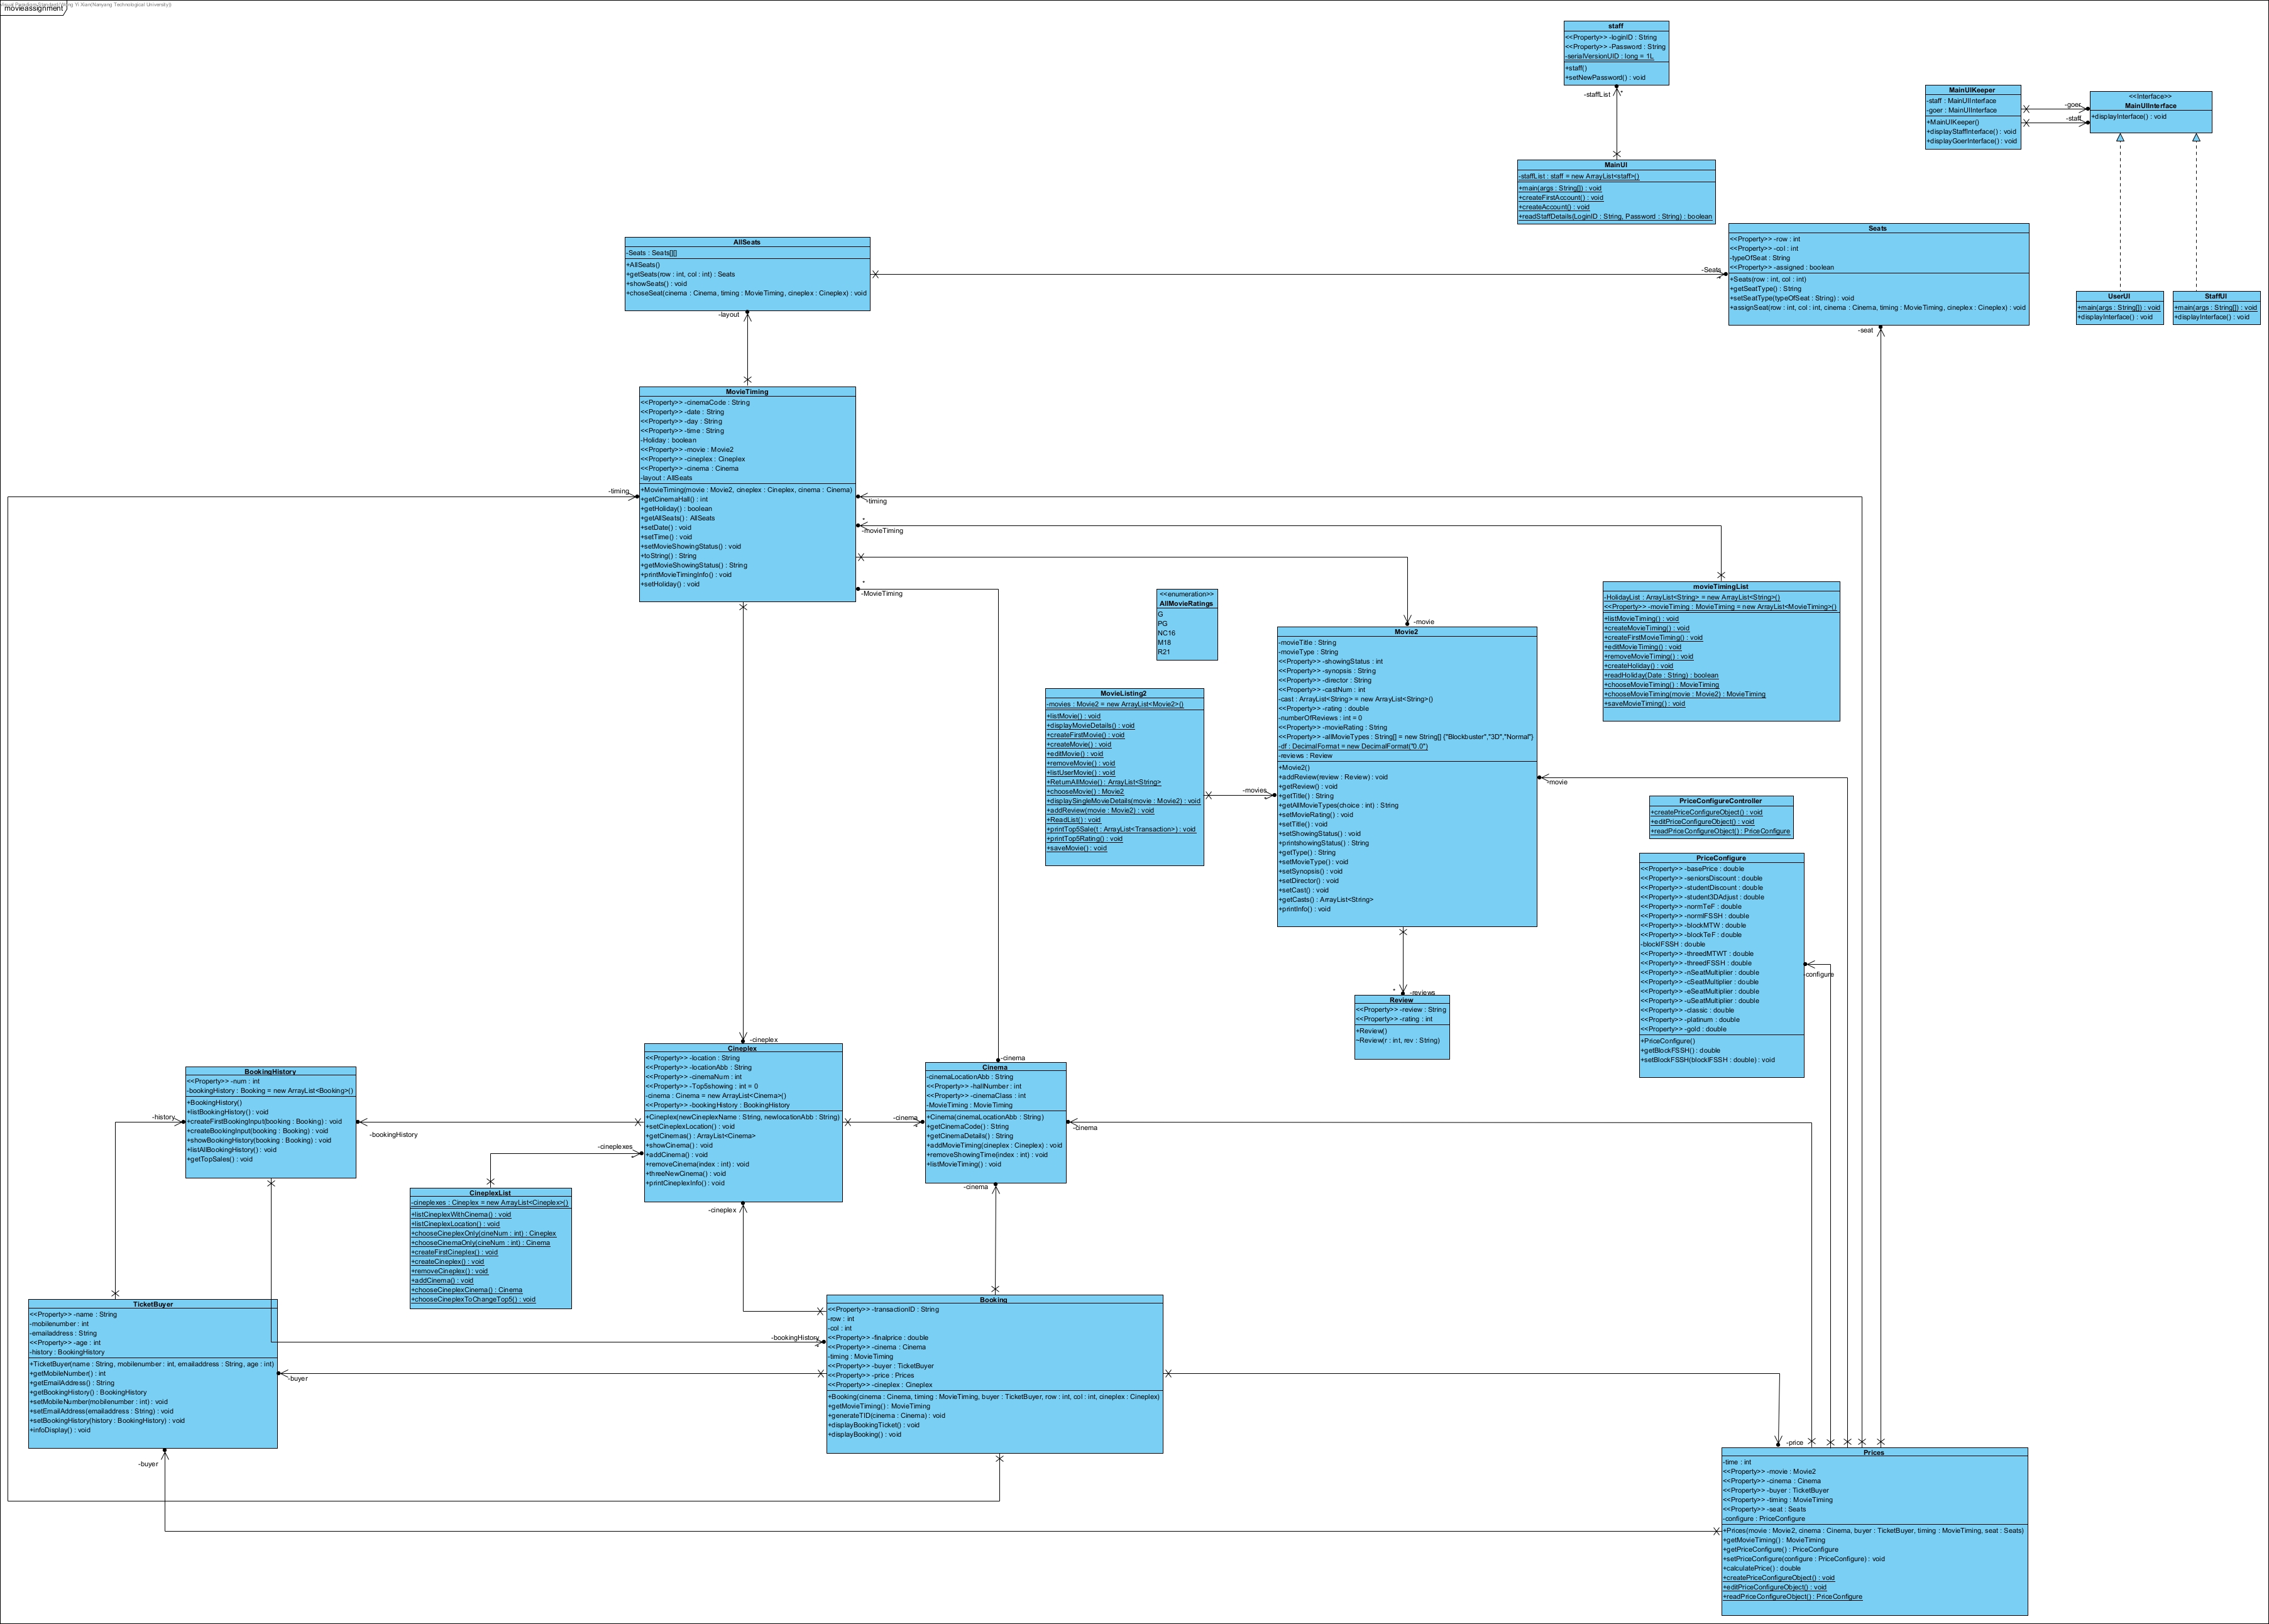 movieassignment
staff
<<Property>> -loginID : String
<<Property>> -Password : String
-serialVersionUID : long = 1L
+staff()
+setNewPassword() : void
-staffList
*
MainUI
-staffList : staff = new ArrayList<staff>()
+main(args : String[]) : void
+createFirstAccount() : void
+createAccount() : void
+readStaffDetails(LoginID : String, Password : String) : boolean
MainUIKeeper
-staff : MainUIInterface
-goer : MainUIInterface
+MainUIKeeper()
+displayStaffInterface() : void
+displayGoerInterface() : void
-goer
-staff
<<Interface>>
MainUIInterface
+displayInterface() : void
UserUI
+main(args : String[]) : void
+displayInterface() : void
StaffUI
+main(args : String[]) : void
+displayInterface() : void
AllSeats
-Seats : Seats[][]
+AllSeats()
+getSeats(row : int, col : int) : Seats
+showSeats() : void
+choseSeat(cinema : Cinema, timing : MovieTiming, cineplex : Cineplex) : void
-layout
-Seats
*
Seats
<<Property>> -row : int
<<Property>> -col : int
-typeOfSeat : String
<<Property>> -assigned : boolean
+Seats(row : int, col : int)
+getSeatType() : String
+setSeatType(typeOfSeat : String) : void
+assignSeat(row : int, col : int, cinema : Cinema, timing : MovieTiming, cineplex : Cineplex) : void
-seat
MovieTiming
<<Property>> -cinemaCode : String
<<Property>> -date : String
<<Property>> -day : String
<<Property>> -time : String
-Holiday : boolean
<<Property>> -movie : Movie2
<<Property>> -cineplex : Cineplex
<<Property>> -cinema : Cinema
-layout : AllSeats
+MovieTiming(movie : Movie2, cineplex : Cineplex, cinema : Cinema)
+getCinemaHall() : int
+getHoliday() : boolean
+getAllSeats() : AllSeats
+setDate() : void
+setTime() : void
+setMovieShowingStatus() : void
+toString() : String
+getMovieShowingStatus() : String
+printMovieTimingInfo() : void
+setHoliday() : void
-timing
-timing
*
-movieTiming
*
-MovieTiming
-movie
<<enumeration>>
AllMovieRatings
G
PG
NC16
M18
R21
movieTimingList
-HolidayList : ArrayList<String> = new ArrayList<String>()
<<Property>> -movieTiming : MovieTiming = new ArrayList<MovieTiming>()
+listMovieTiming() : void
+createMovieTiming() : void
+createFirstMovieTiming() : void
+editMovieTiming() : void
+removeMovieTiming() : void
+createHoliday() : void
+readHoliday(Date : String) : boolean
+chooseMovieTiming() : MovieTiming
+chooseMovieTiming(movie : Movie2) : MovieTiming
+saveMovieTiming() : void
Movie2
-movieTitle : String
-movieType : String
<<Property>> -showingStatus : int
<<Property>> -synopsis : String
<<Property>> -director : String
<<Property>> -castNum : int
-cast : ArrayList<String> = new ArrayList<String>()
<<Property>> -rating : double
-numberOfReviews : int = 0
<<Property>> -movieRating : String
<<Property>> -allMovieTypes : String[] = new String[] {"Blockbuster","3D","Normal"}
-df : DecimalFormat = new DecimalFormat("0.0")
-reviews : Review
+Movie2()
+addReview(review : Review) : void
+getReview() : void
+getTitle() : String
+getAllMovieTypes(choice : int) : String
+setMovieRating() : void
+setTitle() : void
+setShowingStatus() : void
+printshowingStatus() : String
+getType() : String
+setMovieType() : void
+setSynopsis() : void
+setDirector() : void
+setCast() : void
+getCasts() : ArrayList<String>
+printInfo() : void
MovieListing2
-movies : Movie2 = new ArrayList<Movie2>()
+listMovie() : void
+displayMovieDetails() : void
+createFirstMovie() : void
+createMovie() : void
+editMovie() : void
+removeMovie() : void
+listUserMovie() : void
+ReturnAllMovie() : ArrayList<String>
+chooseMovie() : Movie2
+displaySingleMovieDetails(movie : Movie2) : void
+addReview(movie : Movie2) : void
+ReadList() : void
+printTop5Sale(t : ArrayList<Transaction>) : void
+printTop5Rating() : void
+saveMovie() : void
-movies
*
-movie
PriceConfigureController
+createPriceConfigureObject() : void
+editPriceConfigureObject() : void
+readPriceConfigureObject() : PriceConfigure
PriceConfigure
<<Property>> -basePrice : double
<<Property>> -seniorsDiscount : double
<<Property>> -studentDiscount : double
<<Property>> -student3DAdjust : double
<<Property>> -normTeF : double
<<Property>> -normlFSSH : double
<<Property>> -blockMTW : double
<<Property>> -blockTeF : double
-blocklFSSH : double
<<Property>> -threedMTWT : double
<<Property>> -threedFSSH : double
<<Property>> -nSeatMultiplier : double
<<Property>> -cSeatMultiplier : double
<<Property>> -eSeatMultiplier : double
<<Property>> -uSeatMultiplier : double
<<Property>> -classic : double
<<Property>> -platinum : double
<<Property>> -gold : double
+PriceConfigure()
+getBlockFSSH() : double
+setBlockFSSH(blocklFSSH : double) : void
-configure
*
-reviews
Review
<<Property>> -review : String
<<Property>> -rating : int
+Review()
~Review(r : int, rev : String)
-cineplex
Cineplex
<<Property>> -location : String
<<Property>> -locationAbb : String
<<Property>> -cinemaNum : int
<<Property>> -Top5showing : int = 0
-cinema : Cinema = new ArrayList<Cinema>()
<<Property>> -bookingHistory : BookingHistory
+Cineplex(newCineplexName : String, newlocationAbb : String)
+setCineplexLocation() : void
+getCinemas() : ArrayList<Cinema>
+showCinema() : void
+addCinema() : void
+removeCinema(index : int) : void
+threeNewCinema() : void
+printCineplexInfo() : void
-cinema
Cinema
-cinemaLocationAbb : String
<<Property>> -hallNumber : int
<<Property>> -cinemaClass : int
-MovieTiming : MovieTiming
+Cinema(cinemaLocationAbb : String)
+getCinemaCode() : String
+getCinemaDetails() : String
+addMovieTiming(cineplex : Cineplex) : void
+removeShowingTime(index : int) : void
+listMovieTiming() : void
-cinema
*
-cinema
-cinema
BookingHistory
<<Property>> -num : int
-bookingHistory : Booking = new ArrayList<Booking>()
+BookingHistory()
+listBookingHistory() : void
+createFirstBookingInput(booking : Booking) : void
+createBookingInput(booking : Booking) : void
+showBookingHistory(booking : Booking) : void
+listAllBookingHistory() : void
+getTopSales() : void
-history
-bookingHistory
-cineplexes
*
CineplexList
-cineplexes : Cineplex = new ArrayList<Cineplex>()
+listCineplexWithCinema() : void
+listCineplexLocation() : void
+chooseCineplexOnly(cineNum : int) : Cineplex
+chooseCinemaOnly(cineNum : int) : Cinema
+createFirstCineplex() : void
+createCineplex() : void
+removeCineplex() : void
+addCinema() : void
+chooseCineplexCinema() : Cinema
+chooseCineplexToChangeTop5() : void
-cineplex
TicketBuyer
<<Property>> -name : String
-mobilenumber : int
-emailaddress : String
<<Property>> -age : int
-history : BookingHistory
+TicketBuyer(name : String, mobilenumber : int, emailaddress : String, age : int)
+getMobileNumber() : int
+getEmailAddress() : String
+getBookingHistory() : BookingHistory
+setMobileNumber(mobilenumber : int) : void
+setEmailAddress(emailaddress : String) : void
+setBookingHistory(history : BookingHistory) : void
+infoDisplay() : void
-buyer
-buyer
-bookingHistory
*
Booking
<<Property>> -transactionID : String
-row : int
-col : int
<<Property>> -finalprice : double
<<Property>> -cinema : Cinema
-timing : MovieTiming
<<Property>> -buyer : TicketBuyer
<<Property>> -price : Prices
<<Property>> -cineplex : Cineplex
+Booking(cinema : Cinema, timing : MovieTiming, buyer : TicketBuyer, row : int, col : int, cineplex : Cineplex)
+getMovieTiming() : MovieTiming
+generateTID(cinema : Cinema) : void
+displayBookingTicket() : void
+displayBooking() : void
-price
Prices
-time : int
<<Property>> -movie : Movie2
<<Property>> -cinema : Cinema
<<Property>> -buyer : TicketBuyer
<<Property>> -timing : MovieTiming
<<Property>> -seat : Seats
-configure : PriceConfigure
+Prices(movie : Movie2, cinema : Cinema, buyer : TicketBuyer, timing : MovieTiming, seat : Seats)
+getMovieTiming() : MovieTiming
+getPriceConfigure() : PriceConfigure
+setPriceConfigure(configure : PriceConfigure) : void
+calculatePrice() : double
+createPriceConfigureObject() : void
+editPriceConfigureObject() : void
+readPriceConfigureObject() : PriceConfigure